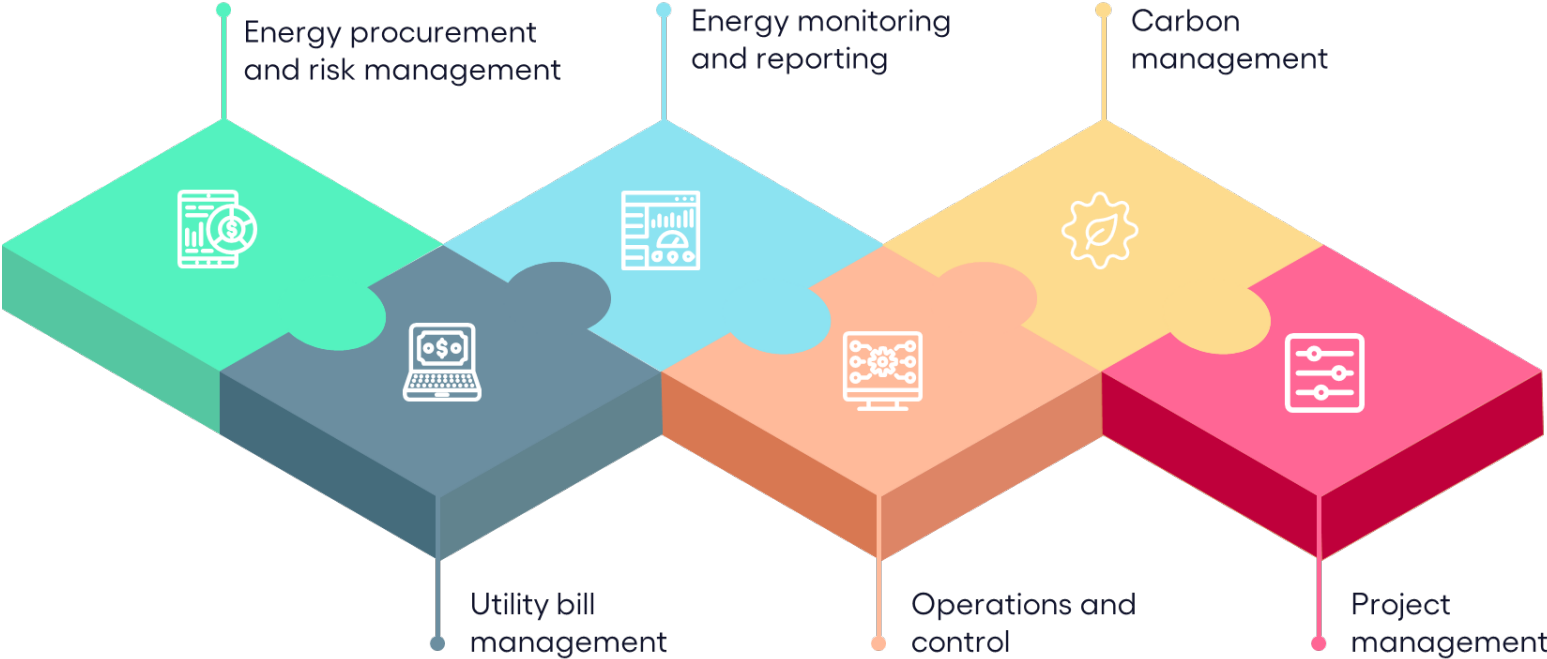 Energy procurement
and risk management
Energy monitoring
and reporting
Carbon
management
Utility bill
management
Operations and
control
Project
management